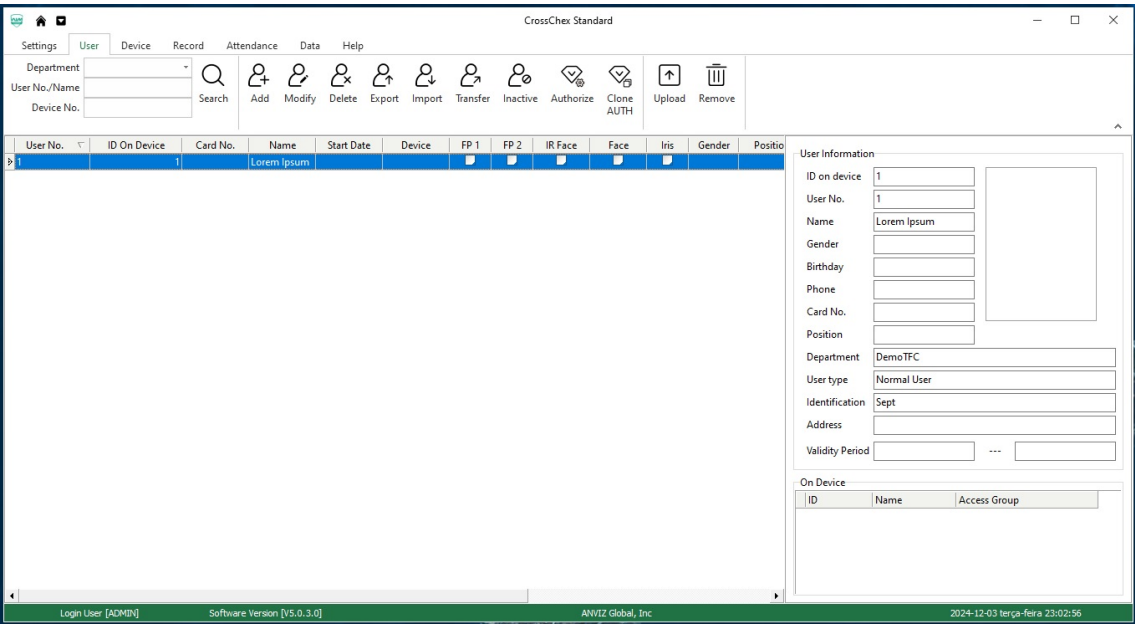 CrossChex Standard
Settings User Device Record Attendance Data Help
Department
User No./Name
Device No.
Search Add Modify Delete Export Import Transfer Inactive Authorize Clone AUTH Upload Remove
User No. ID On Device Card No. Name Start Date Device FP 1 FP 2 IR Face Face Iris Gender Positio
1 1 Lorem Ipsum
User Information
ID on device 1
User No. 1
Name Lorem Ipsum
Gender
Birthday
Phone
Card No.
Position
Department DemoTFC
User type Normal User
Identification Sept
Address
Validity Period ---
On Device
ID Name Access Group
Login User [ADMIN] Software Version [V5.0.3.0] ANVIZ Global, Inc 2024-12-03 terça-feira 23:02:56